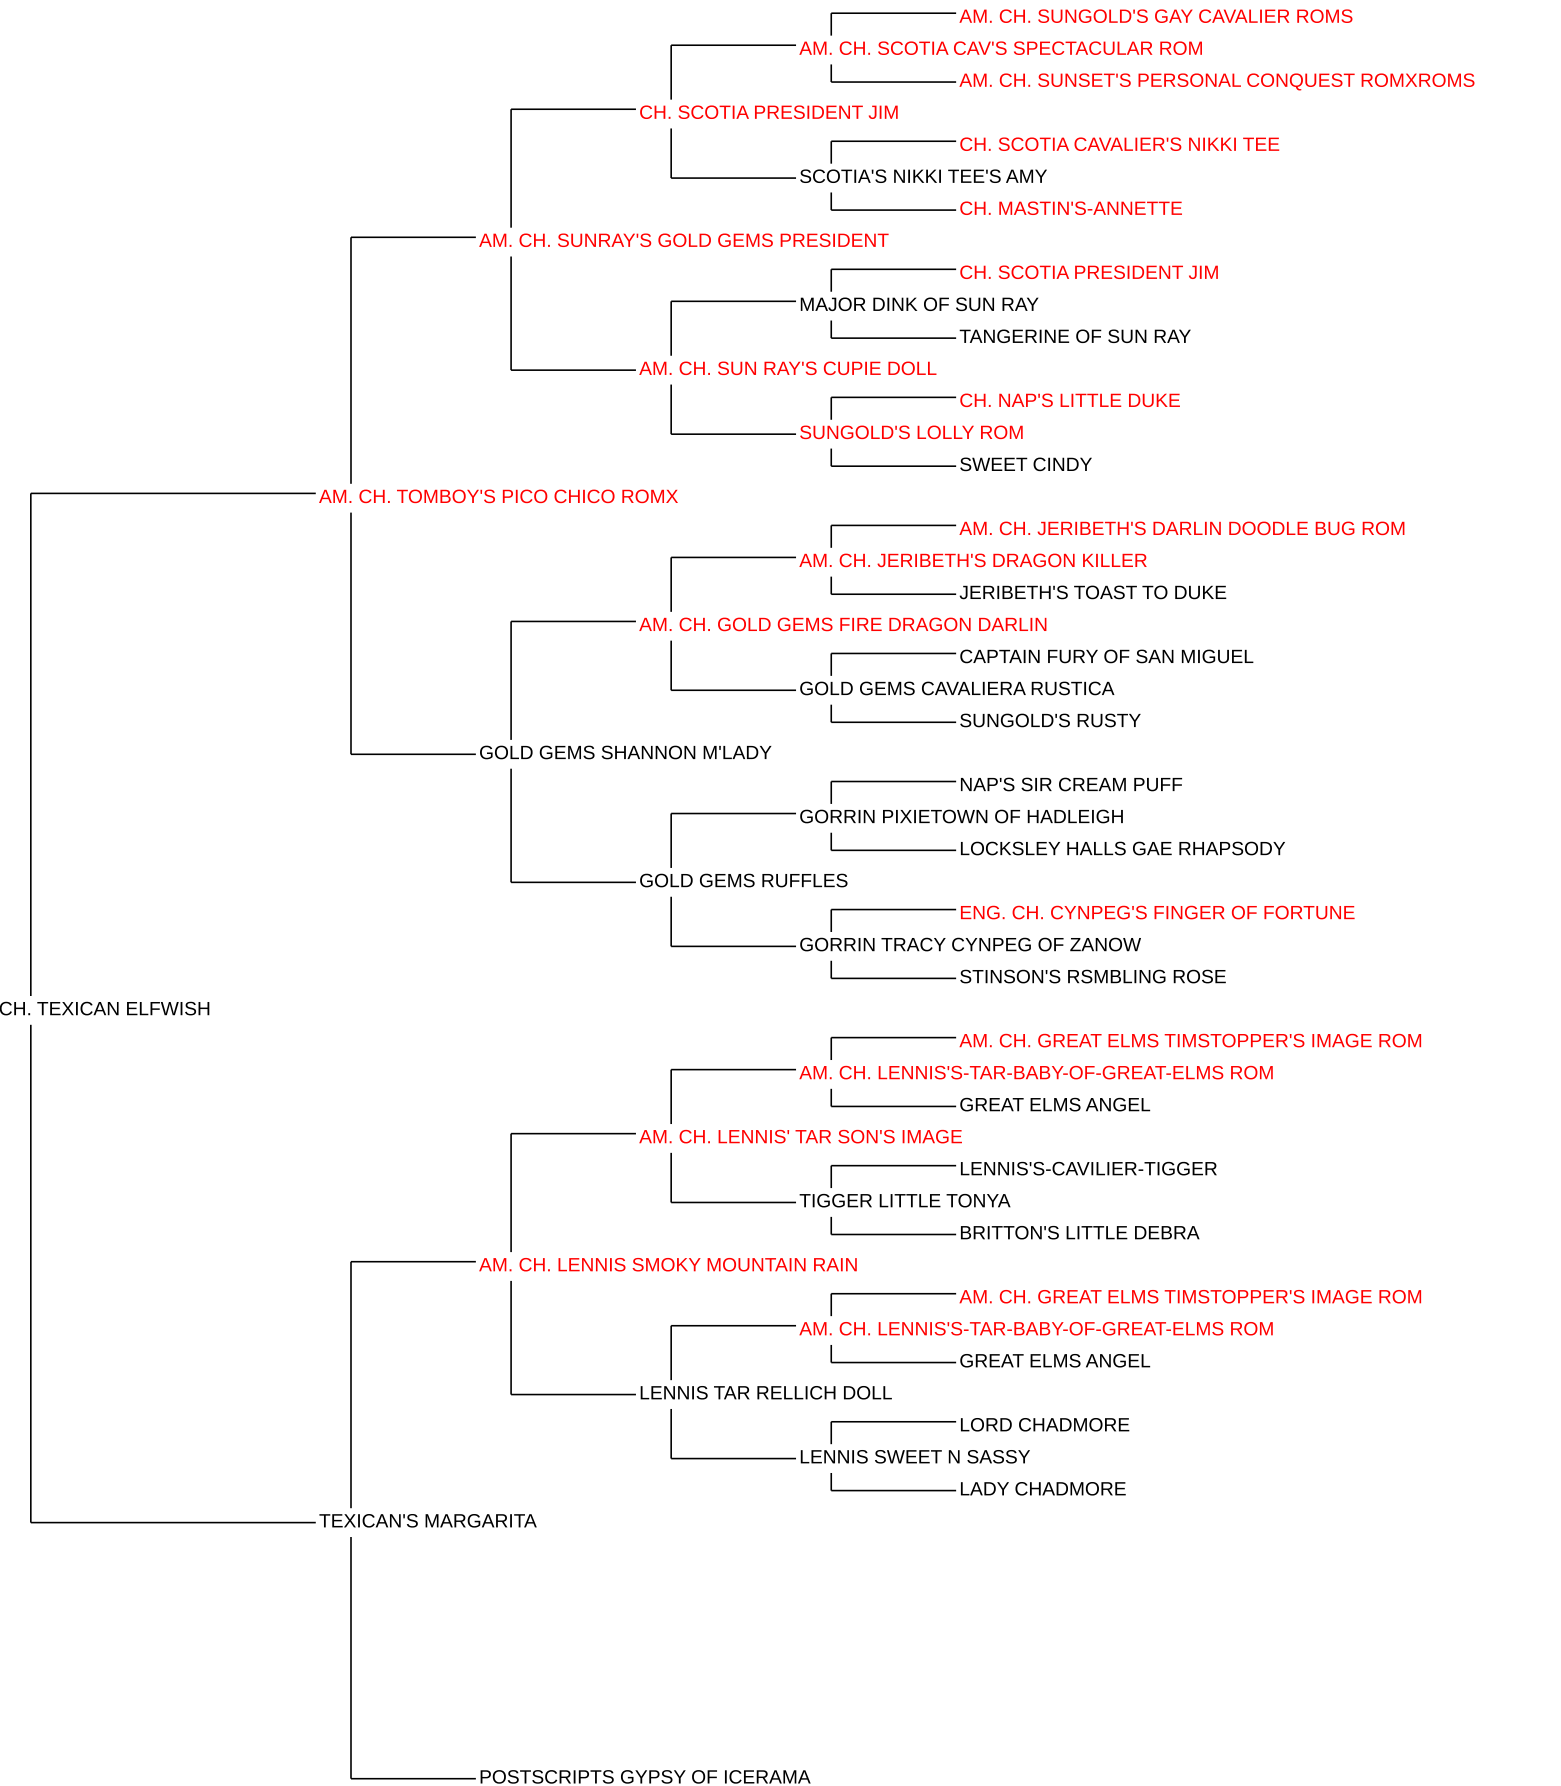 AM. CH. SUNGOLD'S GAY CAVALIER ROMS
AM. CH. SCOTIA CAV'S SPECTACULAR ROM
AM. CH. SUNSET'S PERSONAL CONQUEST ROMXROMS
CH. SCOTIA PRESIDENT JIM
CH. SCOTIA CAVALIER'S NIKKI TEE
SCOTIA'S NIKKI TEE'S AMY
CH. MASTIN'S-ANNETTE
AM. CH. SUNRAY'S GOLD GEMS PRESIDENT
CH. SCOTIA PRESIDENT JIM
MAJOR DINK OF SUN RAY
TANGERINE OF SUN RAY
AM. CH. SUN RAY'S CUPIE DOLL
CH. NAP'S LITTLE DUKE
SUNGOLD'S LOLLY ROM
SWEET CINDY
AM. CH. TOMBOY'S PICO CHICO ROMX
AM. CH. JERIBETH'S DARLIN DOODLE BUG ROM
AM. CH. JERIBETH'S DRAGON KILLER
JERIBETH'S TOAST TO DUKE
AM. CH. GOLD GEMS FIRE DRAGON DARLIN
CAPTAIN FURY OF SAN MIGUEL
GOLD GEMS CAVALIERA RUSTICA
SUNGOLD'S RUSTY
GOLD GEMS SHANNON M'LADY
NAP'S SIR CREAM PUFF
GORRIN PIXIETOWN OF HADLEIGH
LOCKSLEY HALLS GAE RHAPSODY
GOLD GEMS RUFFLES
ENG. CH. CYNPEG'S FINGER OF FORTUNE
GORRIN TRACY CYNPEG OF ZANOW
STINSON'S RSMBLING ROSE
CH. TEXICAN ELFWISH
AM. CH. GREAT ELMS TIMSTOPPER'S IMAGE ROM
AM. CH. LENNIS'S-TAR-BABY-OF-GREAT-ELMS ROM
GREAT ELMS ANGEL
AM. CH. LENNIS' TAR SON'S IMAGE
LENNIS'S-CAVILIER-TIGGER
TIGGER LITTLE TONYA
BRITTON'S LITTLE DEBRA
AM. CH. LENNIS SMOKY MOUNTAIN RAIN
AM. CH. GREAT ELMS TIMSTOPPER'S IMAGE ROM
AM. CH. LENNIS'S-TAR-BABY-OF-GREAT-ELMS ROM
GREAT ELMS ANGEL
LENNIS TAR RELLICH DOLL
LORD CHADMORE
LENNIS SWEET N SASSY
LADY CHADMORE
TEXICAN'S MARGARITA
POSTSCRIPTS GYPSY OF ICERAMA